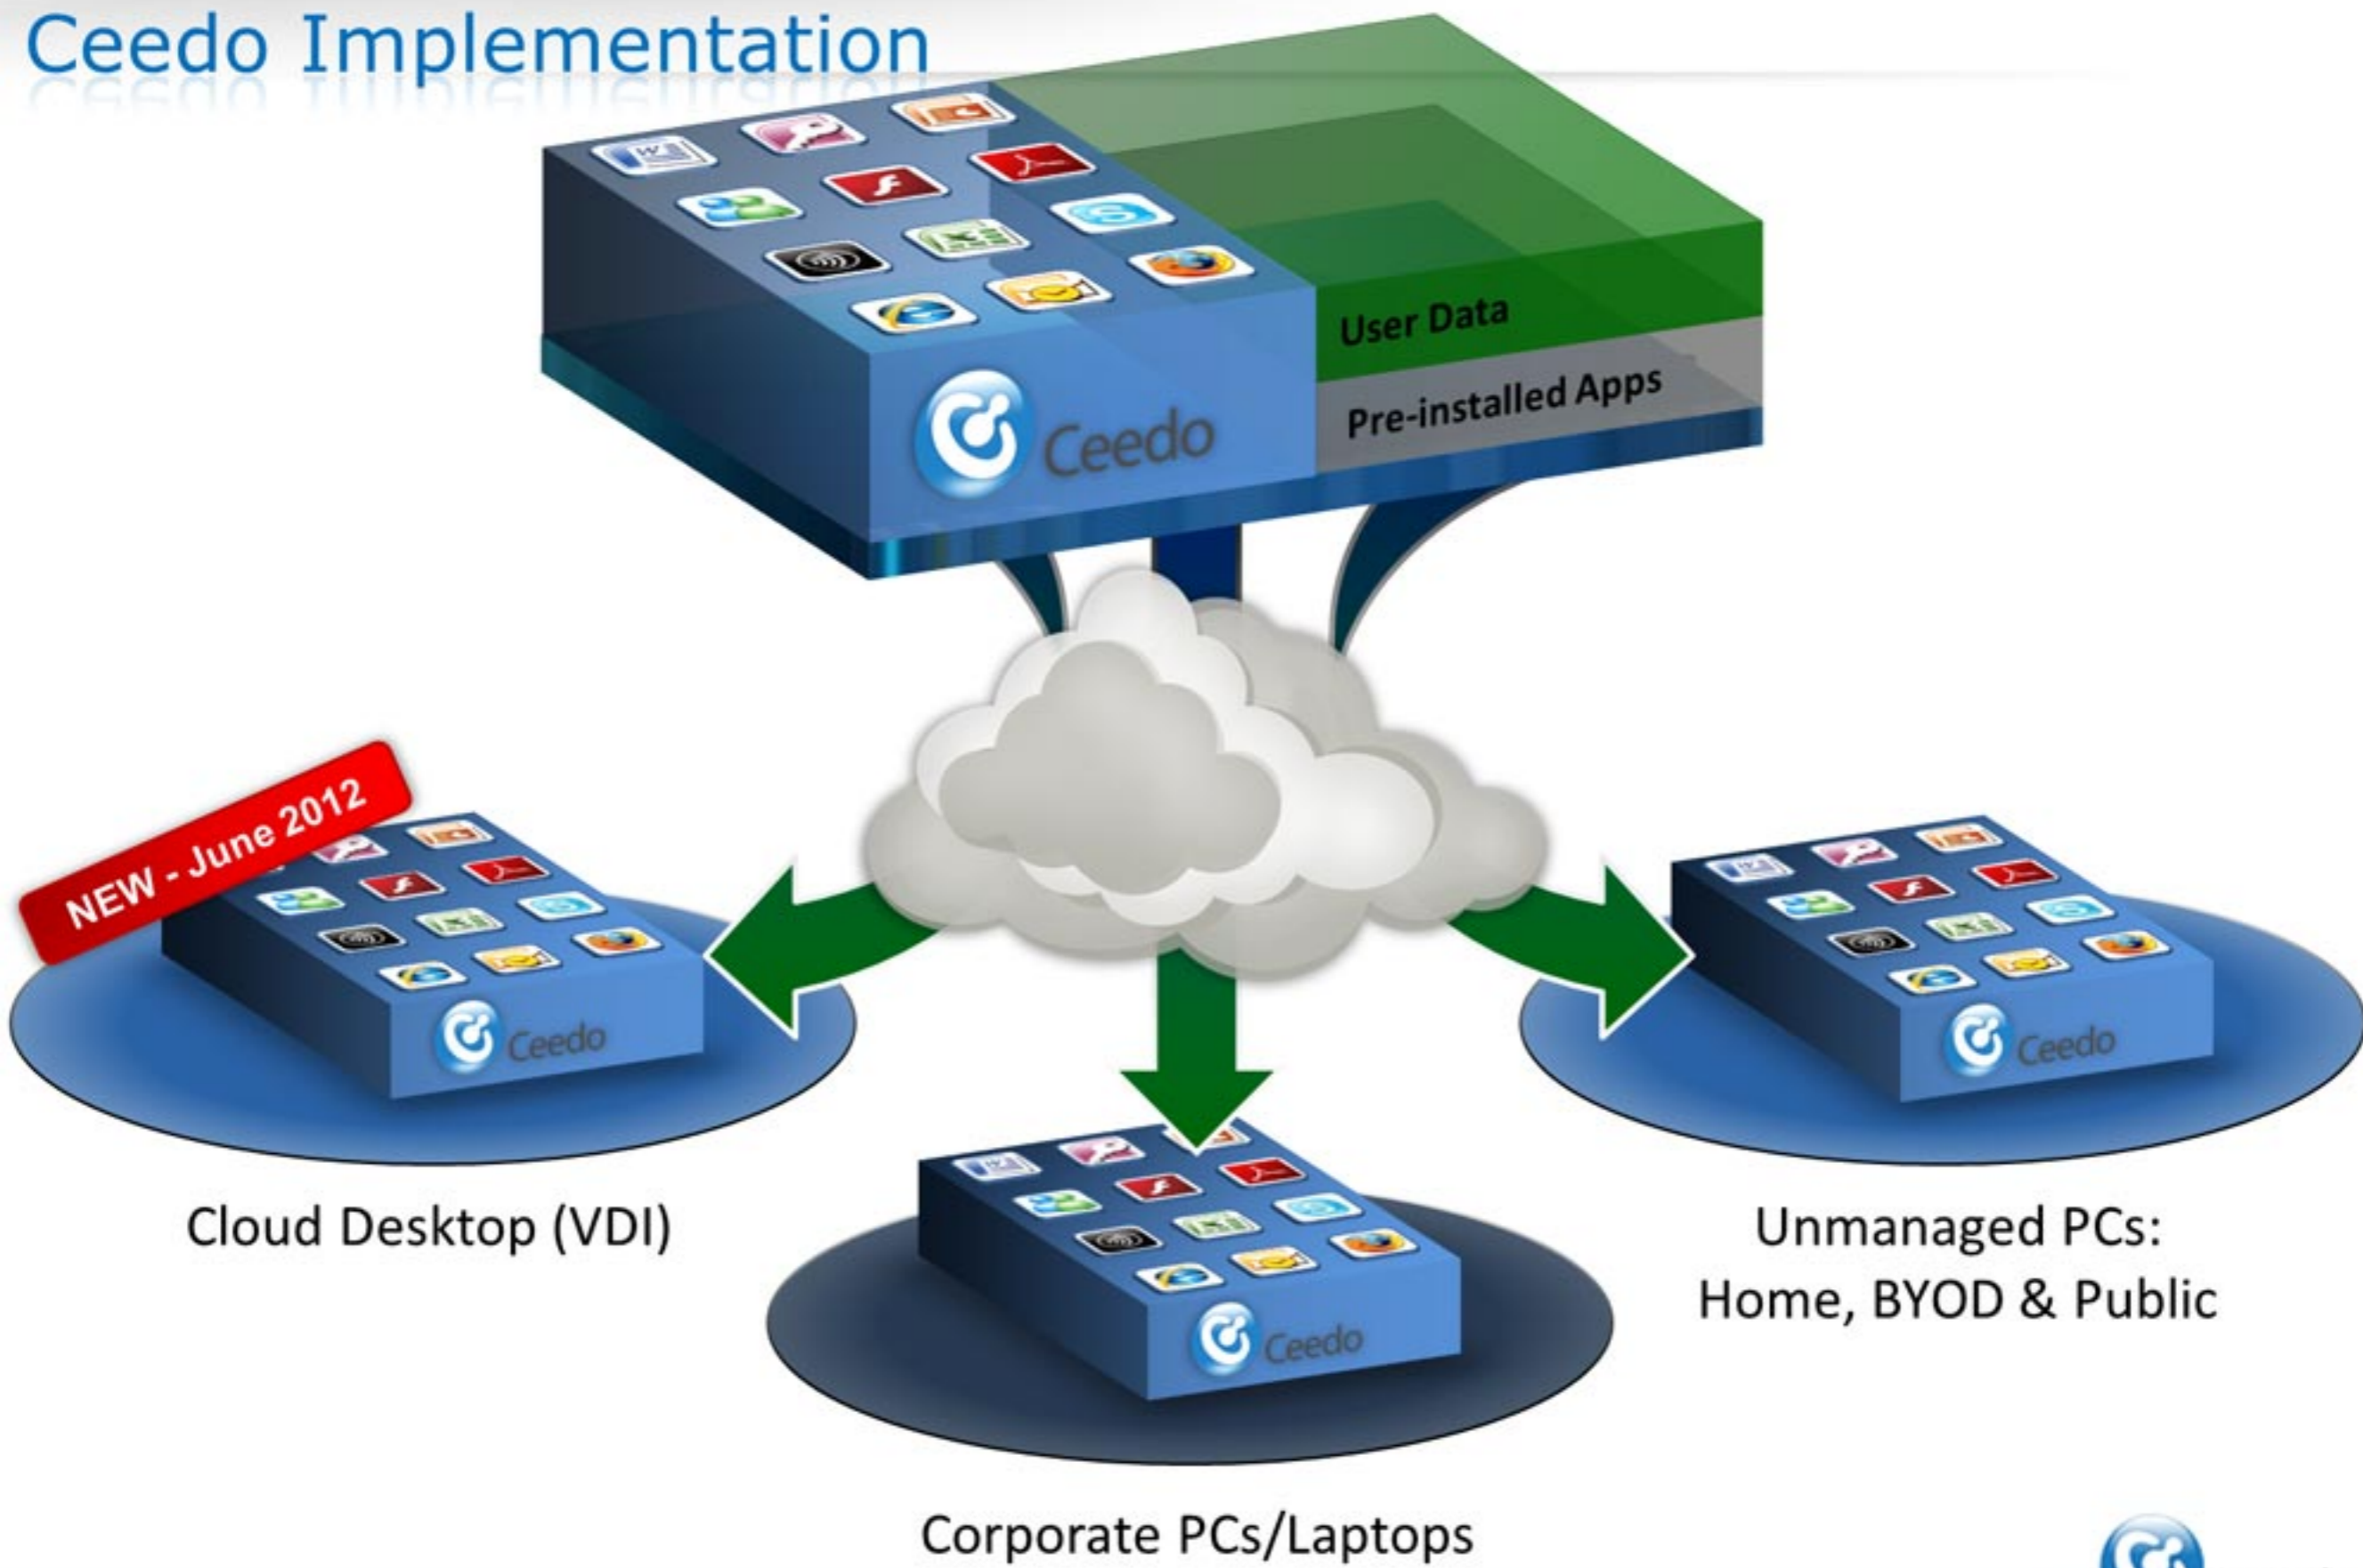 Ceedo Implementation
User Data
Pre-installed Apps
Ceedo
NEW - June 2012
Ceedo
Ceedo
Ceedo
Cloud Desktop (VDI)
Unmanaged PCs:
Home, BYOD & Public
Corporate PCs/Laptops